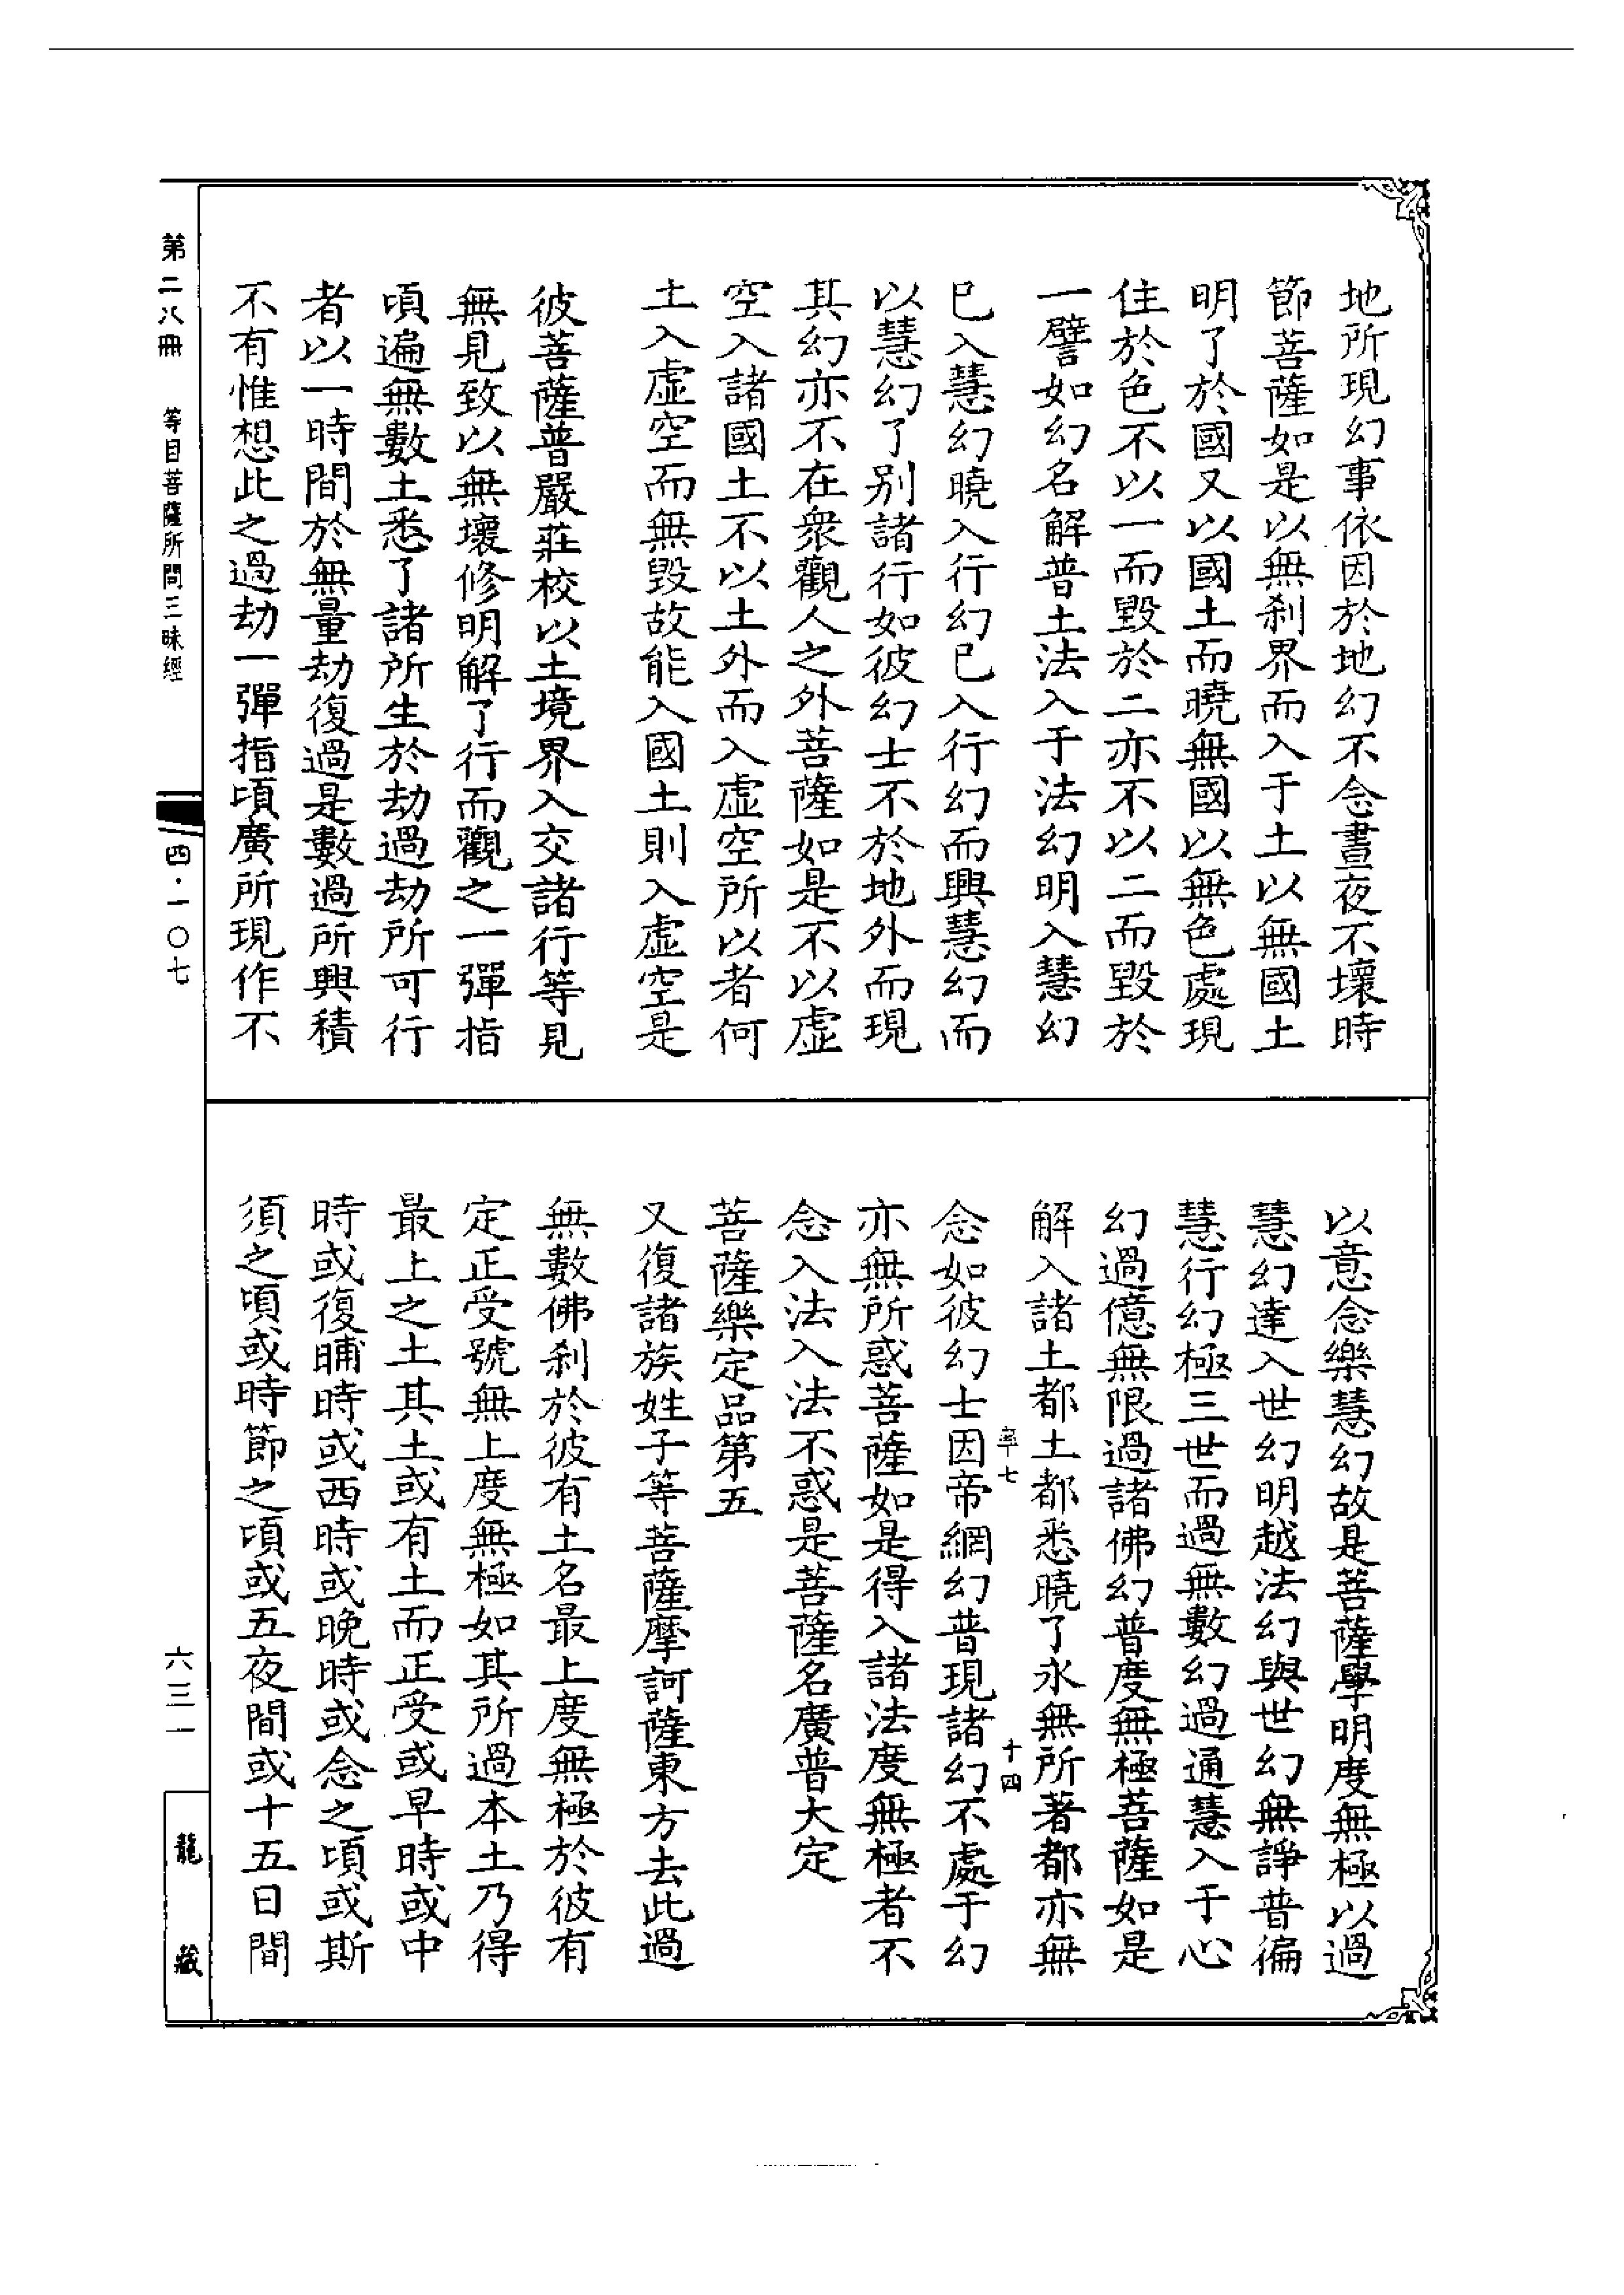 地所現幻事依因於地幻不念晝夜不壞時
節菩薩如是以無刹界而入于土以無國土
明了於國又以國土而曉無國以無色處現
住於色不以一而毀於二亦不以二而毀於
一譬如幻名解普土法入于法幻明入慧幻
已入慧幻曉入行幻已入行幻而興慧幻而
以慧幻了别諸行如彼幻士不於地外而現
其幻亦不在衆觀人之外菩薩如是不以虛
空入諸國土不以土外而入虛空所以者何
土入虛空而無毀故能入國土則入虛空是
彼菩薩普嚴莊校以土境界入交諸行等見
無見致以無壞修明解了行而觀之一彈指
頃遍無數土悉了諸所生於劫過劫所可行
者以一時間於無量劫復過是數過所興積
不有惟想此之過劫一彈指頃廣所現作不
以意念樂慧幻故是菩薩學明度無極以過
慧幻達入世幻明越法幻與世幻無諍普徧
慧行幻極三世而過無數幻過通慧入于心
幻過億無限過諸佛幻普度無極菩薩如是
解入諸土都土都悉曉了永無所著都亦無
率七 十四
念如彼幻士因帝網幻普現諸幻不處于幻
亦無所惑菩薩如是得入諸法度無極者不
念入法入法不惑是菩薩名廣普大定
菩薩樂定品第五
又復諸族姓子等菩薩摩訶薩東方去此過
無數佛刹於彼有土名最上度無極於彼有
定正受號無上度無極如其所過本土乃得
最上之土其土或有土而正受或早時或中
時或復晡時或西時或晚時或念之頃或斯
須之頃或時節之頃或五夜間或十五日間
第二八冊 等目菩薩所問三昧經
四·一〇七
六三一
龍藏